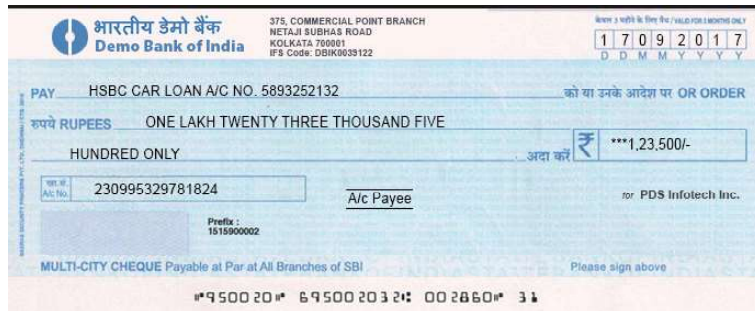 भारतीय डेमो बैंक
Demo Bank of India
375, COMMERCIAL POINT BRANCH
NETAJI SUBHAS ROAD
KOLKATA 700001
IFS Code: DBIK0039122
केवल 3 महीने के लिए वैध / VALID FOR 3 MONTHS ONLY
1 7 0 9 2 0 1 7
D D M M Y Y Y Y
PAY HSBC CAR LOAN A/C NO. 5893252132 को या उनके आदेश पर OR ORDER
रुपये RUPEES ONE LAKH TWENTY THREE THOUSAND FIVE
HUNDRED ONLY अदा करें ₹ ***1,23,500/-
खा. सं.
A/c No. 230995329781824
A/c Payee
for PDS Infotech Inc.
Prefix :
1515900002
MULTI-CITY CHEQUE Payable at Par at All Branches of SBI
Please sign above
⑈950020⑈ 695002032⑆ 002860⑈ 31